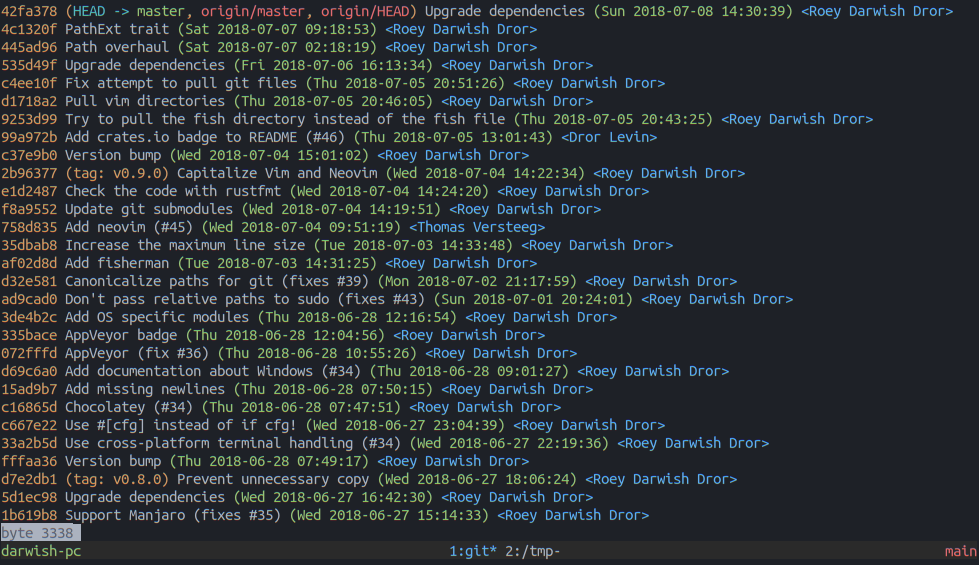 42fa378 (HEAD -> master, origin/master, origin/HEAD) Upgrade dependencies (Sun 2018-07-08 14:30:39) <Roey Darwish Dror>
4c1320f PathExt trait (Sat 2018-07-07 09:18:53) <Roey Darwish Dror>
445ad96 Path overhaul (Sat 2018-07-07 02:18:19) <Roey Darwish Dror>
535d49f Upgrade dependencies (Fri 2018-07-06 16:13:34) <Roey Darwish Dror>
c4ee10f Fix attempt to pull git files (Thu 2018-07-05 20:51:26) <Roey Darwish Dror>
d1718a2 Pull vim directories (Thu 2018-07-05 20:46:05) <Roey Darwish Dror>
9253d99 Try to pull the fish directory instead of the fish file (Thu 2018-07-05 20:43:25) <Roey Darwish Dror>
99a972b Add crates.io badge to README (#46) (Thu 2018-07-05 13:01:43) <Dror Levin>
c37e9b0 Version bump (Wed 2018-07-04 15:01:02) <Roey Darwish Dror>
2b96377 (tag: v0.9.0) Capitalize Vim and Neovim (Wed 2018-07-04 14:22:34) <Roey Darwish Dror>
e1d2487 Check the code with rustfmt (Wed 2018-07-04 14:24:20) <Roey Darwish Dror>
f8a9552 Update git submodules (Wed 2018-07-04 14:19:51) <Roey Darwish Dror>
758d835 Add neovim (#45) (Wed 2018-07-04 09:51:19) <Thomas Versteeg>
35dbab8 Increase the maximum line size (Tue 2018-07-03 14:33:48) <Roey Darwish Dror>
af02d8d Add fisherman (Tue 2018-07-03 14:31:25) <Roey Darwish Dror>
d32e581 Canonicalize paths for git (fixes #39) (Mon 2018-07-02 21:17:59) <Roey Darwish Dror>
ad9cad0 Don't pass relative paths to sudo (fixes #43) (Sun 2018-07-01 20:24:01) <Roey Darwish Dror>
3de4b2c Add OS specific modules (Thu 2018-06-28 12:16:54) <Roey Darwish Dror>
335bace AppVeyor badge (Thu 2018-06-28 12:04:56) <Roey Darwish Dror>
072fffd AppVeyor (fix #36) (Thu 2018-06-28 10:55:26) <Roey Darwish Dror>
d69c6a0 Add documentation about Windows (#34) (Thu 2018-06-28 09:01:27) <Roey Darwish Dror>
15ad9b7 Add missing newlines (Thu 2018-06-28 07:50:15) <Roey Darwish Dror>
c16865d Chocolatey (#34) (Thu 2018-06-28 07:47:51) <Roey Darwish Dror>
c667e22 Use #[cfg] instead of if cfg! (Wed 2018-06-27 23:04:39) <Roey Darwish Dror>
33a2b5d Use cross-platform terminal handling (#34) (Wed 2018-06-27 22:19:36) <Roey Darwish Dror>
fffaa36 Version bump (Thu 2018-06-28 07:49:17) <Roey Darwish Dror>
d7e2db1 (tag: v0.8.0) Prevent unnecessary copy (Wed 2018-06-27 18:06:24) <Roey Darwish Dror>
5d1ec98 Upgrade dependencies (Wed 2018-06-27 16:42:30) <Roey Darwish Dror>
1b619b8 Support Manjaro (fixes #35) (Wed 2018-06-27 15:14:33) <Roey Darwish Dror>
byte 3338
darwish-pc 1:git* 2:/tmp- main